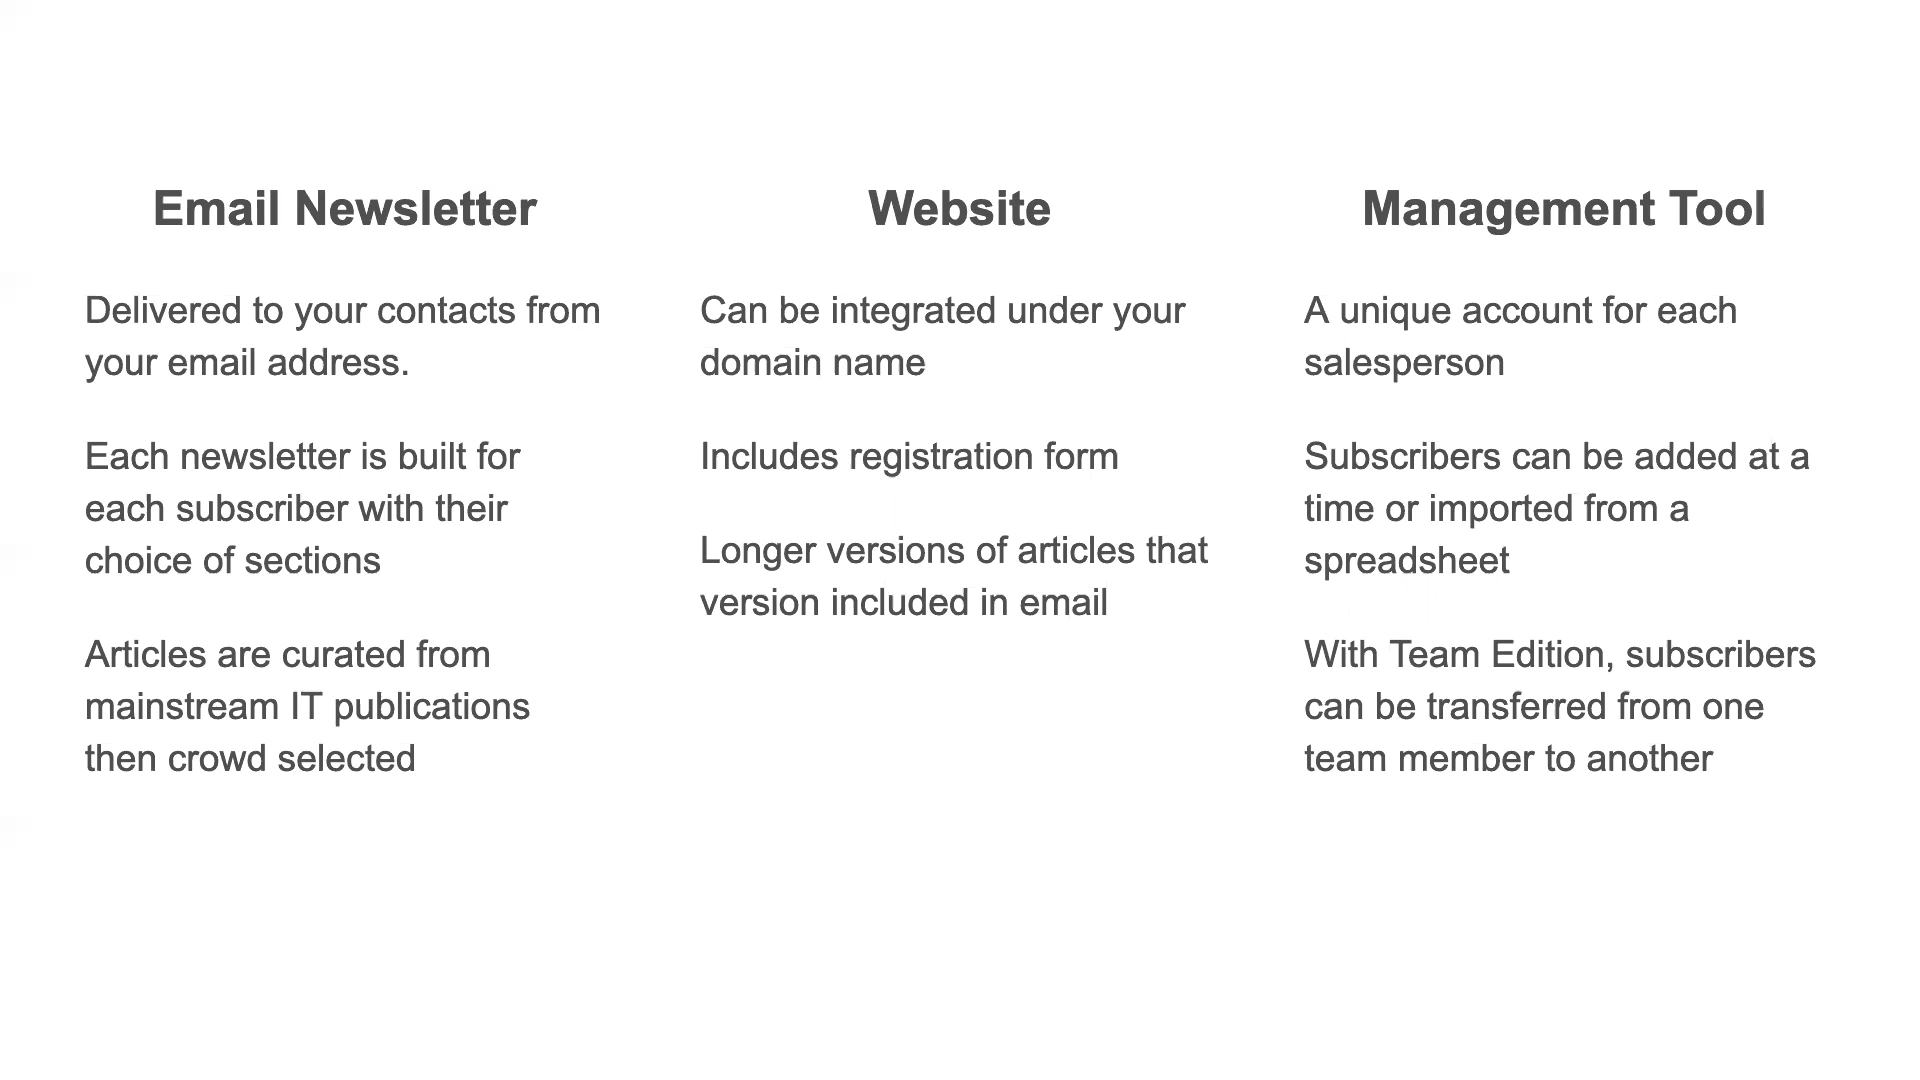 Email Newsletter
Delivered to your contacts from
your email address.
Each newsletter is built for
each subscriber with their
choice of sections
Articles are curated from
mainstream IT publications
then crowd selected
Website
Can be integrated under your
domain name
Includes registration form
Longer versions of articles that
version included in email
Management Tool
A unique account for each
salesperson
Subscribers can be added at a
time or imported from a
spreadsheet
With Team Edition, subscribers
can be transferred from one
team member to another